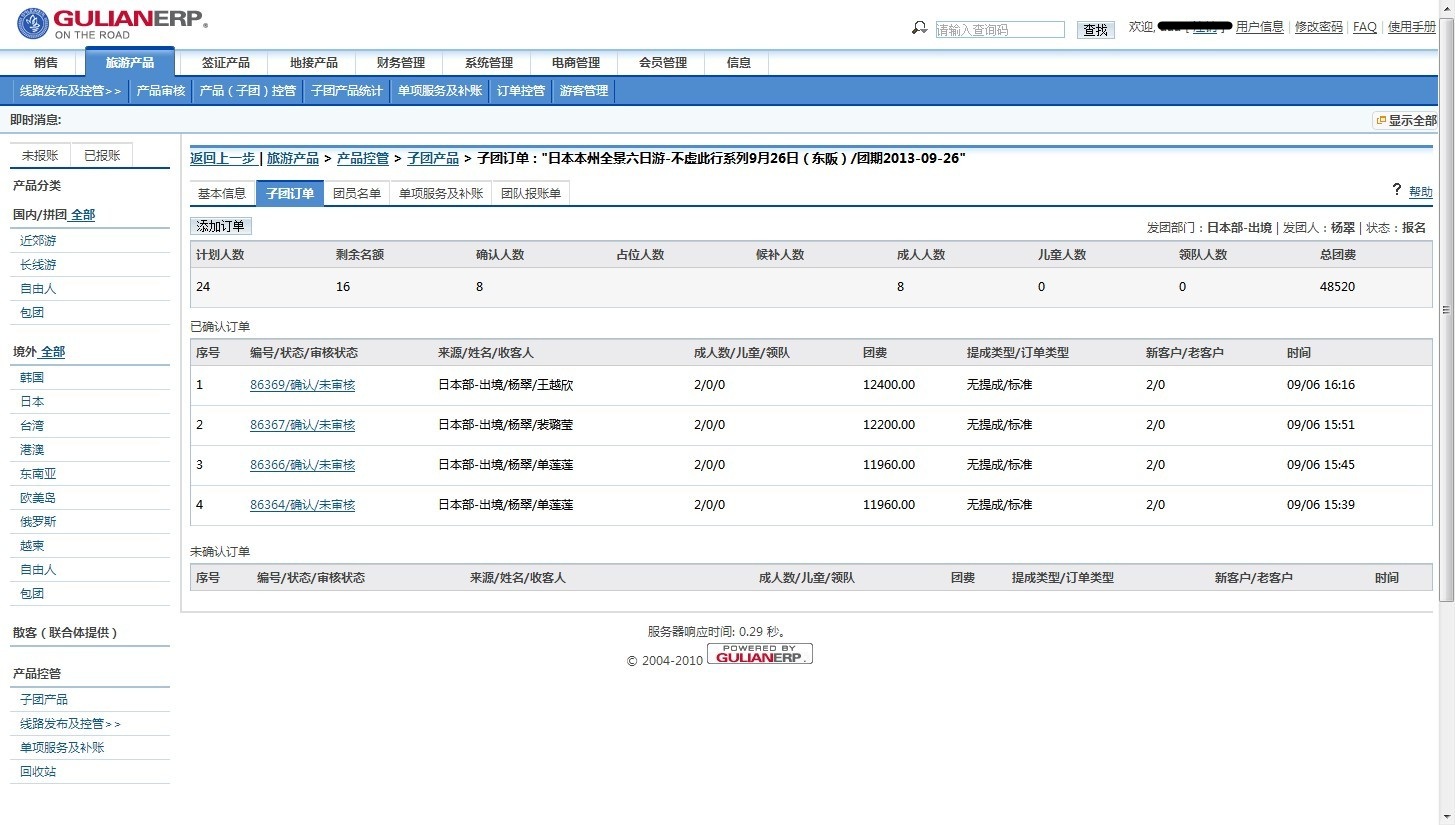 GULIANERP
ON THE ROAD
请输入查询码 查找 欢迎, 用户信息 | 修改密码 | FAQ | 使用手册
销售 旅游产品 签证产品 地接产品 财务管理 系统管理 电商管理 会员管理 信息
线路发布及控管>> 产品审核 产品（子团）控管 子团产品统计 单项服务及补账 订单控管 游客管理
即时消息: 显示全部
未报账 已报账
产品分类
国内/拼团 全部
近郊游
长线游
自由人
包团
境外 全部
韩国
日本
台湾
港澳
东南亚
欧美岛
俄罗斯
越柬
自由人
包团
散客（联合体提供）
产品控管
子团产品
线路发布及控管>>
单项服务及补账
回收站
返回上一步 | 旅游产品 > 产品控管 > 子团产品 > 子团订单："日本本州全景六日游-不虚此行系列9月26日（东阪）/团期2013-09-26"
基本信息 子团订单 团员名单 单项服务及补账 团队报账单 ? 帮助
添加订单 发团部门：日本部-出境 | 发团人：杨翠 | 状态：报名
计划人数 剩余名额 确认人数 占位人数 候补人数 成人人数 儿童人数 领队人数 总团费
24 16 8 8 0 0 48520
已确认订单
序号 编号/状态/审核状态 来源/姓名/收客人 成人数/儿童/领队 团费 提成类型/订单类型 新客户/老客户 时间
1 86369/确认/未审核 日本部-出境/杨翠/王越欣 2/0/0 12400.00 无提成/标准 2/0 09/06 16:16
2 86367/确认/未审核 日本部-出境/杨翠/裴璐莹 2/0/0 12200.00 无提成/标准 2/0 09/06 15:51
3 86366/确认/未审核 日本部-出境/杨翠/单莲莲 2/0/0 11960.00 无提成/标准 2/0 09/06 15:45
4 86364/确认/未审核 日本部-出境/杨翠/单莲莲 2/0/0 11960.00 无提成/标准 2/0 09/06 15:39
未确认订单
序号 编号/状态/审核状态 来源/姓名/收客人 成人数/儿童/领队 团费 提成类型/订单类型 新客户/老客户 时间
服务器响应时间: 0.29 秒。
© 2004-2010 POWERED BY GULIANERP.